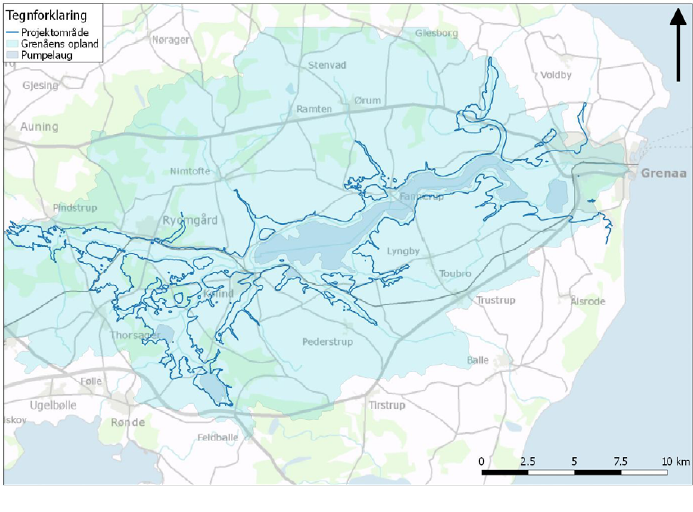 Tegnforklaring
Projektområde
Grenåens opland
Pumpelaug
Nørager
Glesborg
Stenvad
Voldby
Gjesing
Ramten
Ørum
Auning
Nimtofte
Grenaa
Fannerup
Pindstrup
Ryomgård
Lyngby
Toubro
Kolind
Trustrup
Ålsrode
Thorsager
Pederstrup
Balle
Følle
Ugelbølle
Tirstrup
Rønde
Feldballe
0 2.5 5 7.5 10 km